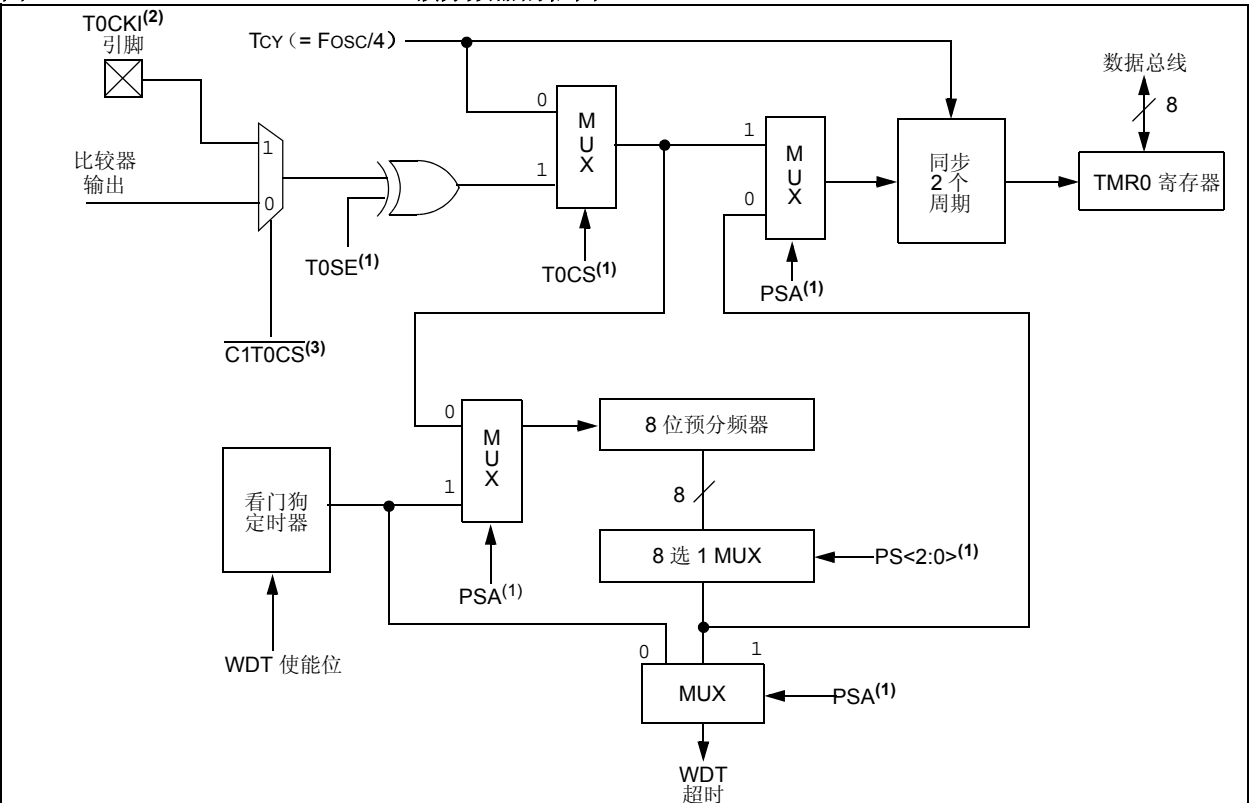 T0CKI(2)
引脚
TCY（= FOSC/4）
数据总线
8
0
M
U
X
1
1
M
U
X
0
同步
2 个
周期
TMR0 寄存器
比较器
输出
1
0
T0SE(1)
T0CS(1)
PSA(1)
C1T0CS(3)
0
M
U
X
1
8 位预分频器
看门狗
定时器
8
8 选 1 MUX
PS<2:0>(1)
PSA(1)
WDT 使能位
0
1
MUX
PSA(1)
WDT
超时